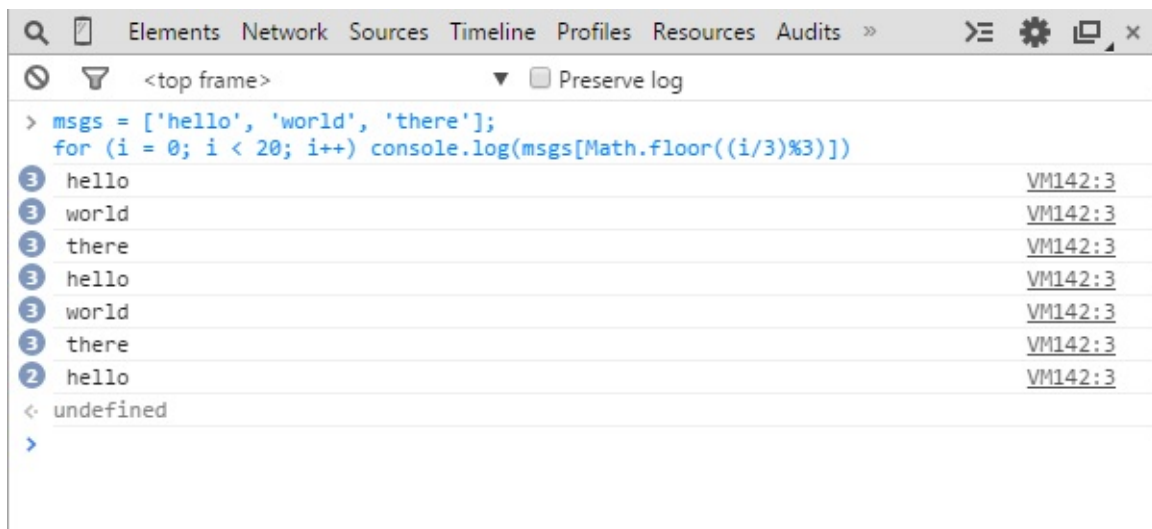 Elements Network Sources Timeline Profiles Resources Audits »
<top frame> ▼ Preserve log
> msgs = ['hello', 'world', 'there'];
for (i = 0; i < 20; i++) console.log(msgs[Math.floor((i/3)%3)])
3 hello VM142:3
3 world VM142:3
3 there VM142:3
3 hello VM142:3
3 world VM142:3
3 there VM142:3
2 hello VM142:3
undefined
>